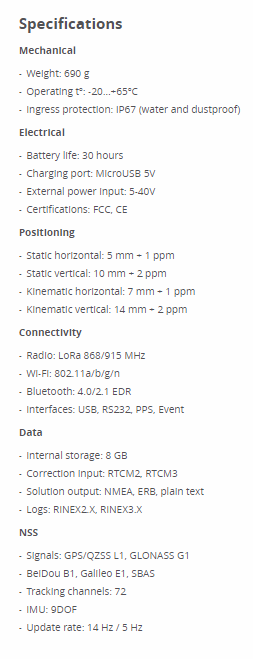 Specifications
Mechanical
- Weight: 690 g
- Operating tº: -20...+65ºC
- Ingress protection: IP67 (water and dustproof)
Electrical
- Battery life: 30 hours
- Charging port: MicroUSB 5V
- External power input: 5-40V
- Certifications: FCC, CE
Positioning
- Static horizontal: 5 mm + 1 ppm
- Static vertical: 10 mm + 2 ppm
- Kinematic horizontal: 7 mm + 1 ppm
- Kinematic vertical: 14 mm + 2 ppm
Connectivity
- Radio: LoRa 868/915 MHz
- Wi-Fi: 802.11a/b/g/n
- Bluetooth: 4.0/2.1 EDR
- Interfaces: USB, RS232, PPS, Event
Data
- Internal storage: 8 GB
- Correction input: RTCM2, RTCM3
- Solution output: NMEA, ERB, plain text
- Logs: RINEX2.X, RINEX3.X
NSS
- Signals: GPS/QZSS L1, GLONASS G1
- BeiDou B1, Galileo E1, SBAS
- Tracking channels: 72
- IMU: 9DOF
- Update rate: 14 Hz / 5 Hz